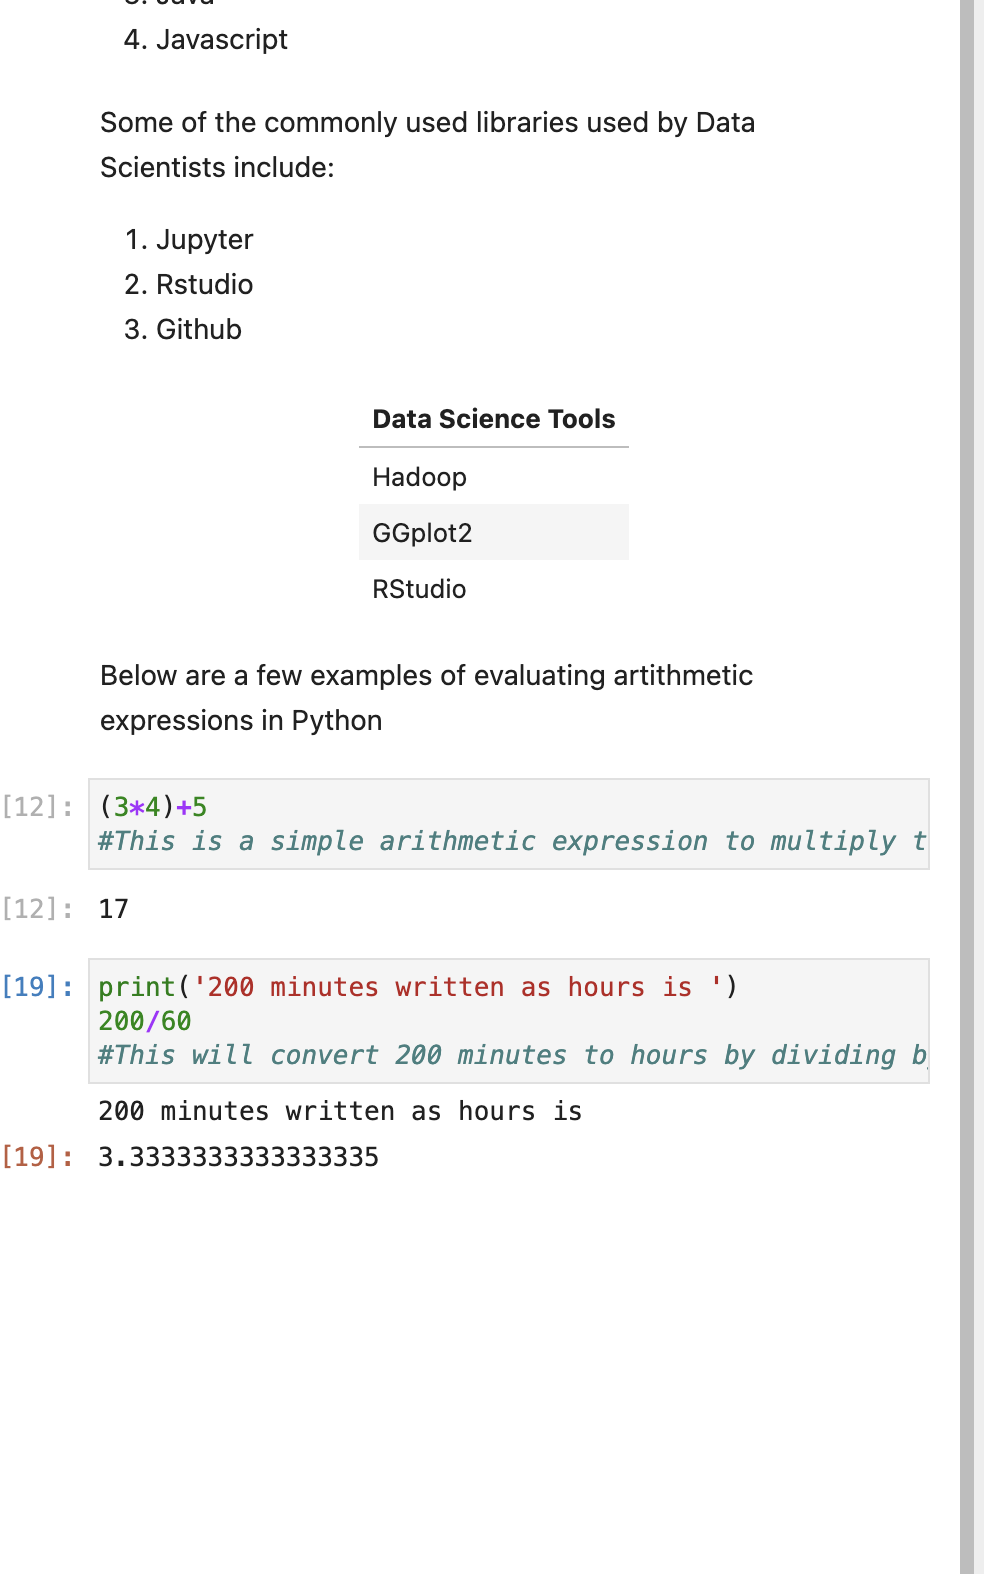 3. Java
4. Javascript
Some of the commonly used libraries used by Data
Scientists include:
1. Jupyter
2. Rstudio
3. Github
Data Science Tools
Hadoop
GGplot2
RStudio
Below are a few examples of evaluating artithmetic
expressions in Python
[12]: (3*4)+5
#This is a simple arithmetic expression to multiply t
[12]: 17
[19]: print('200 minutes written as hours is ')
200/60
#This will convert 200 minutes to hours by dividing b
200 minutes written as hours is
[19]: 3.3333333333333335